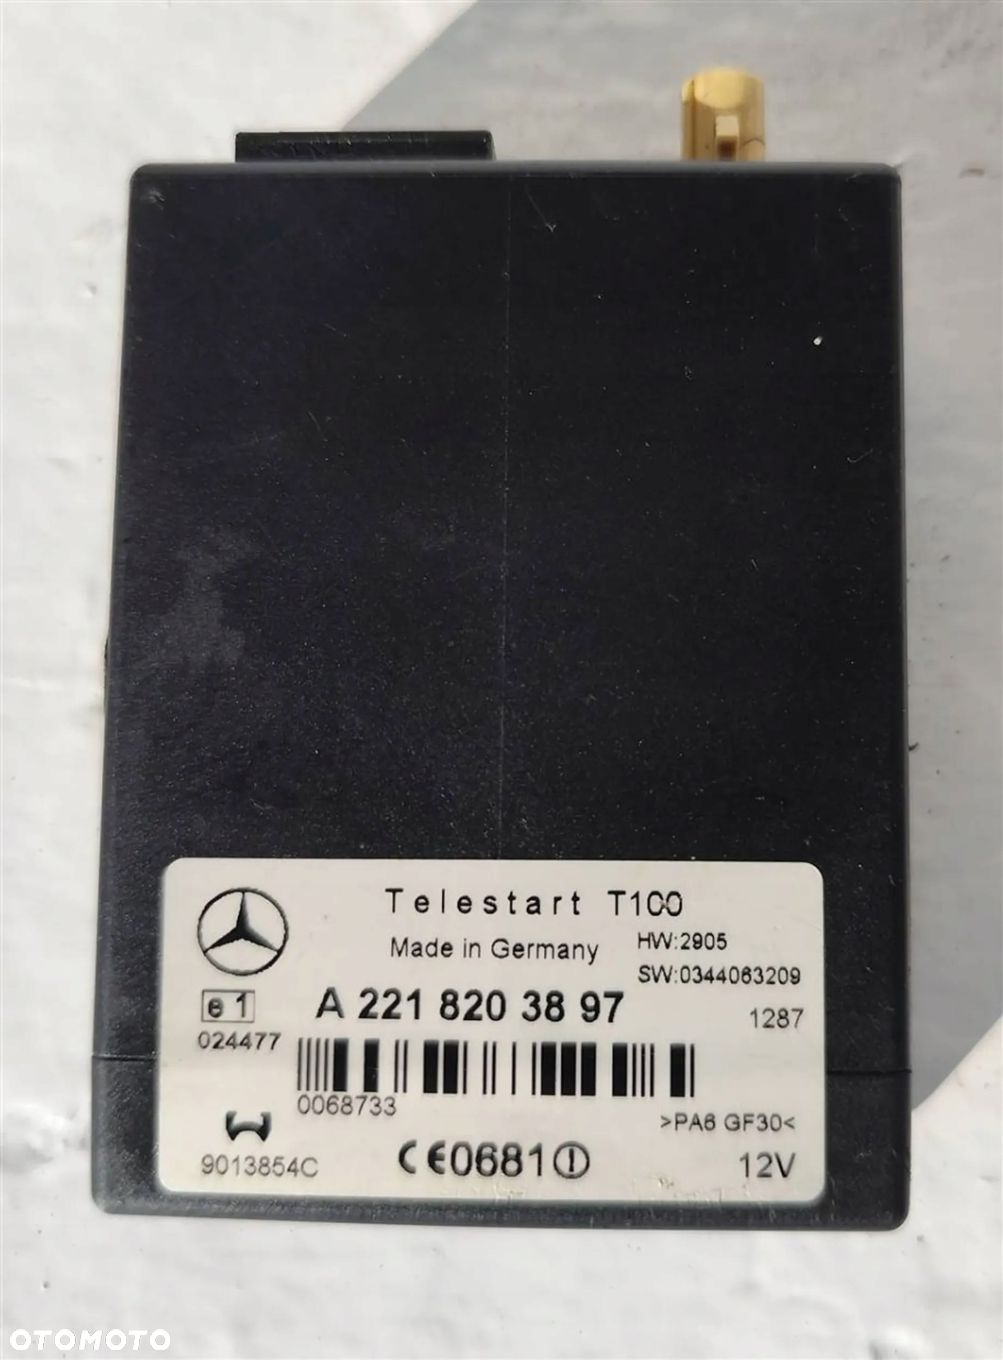 Telestart T100
Made in Germany
HW:2905
SW:0344063209
e1
A 221 820 38 97
1287
024477
0068733
>PA6 GF30<
9013854C
CE0681
12V
OTOMOTO